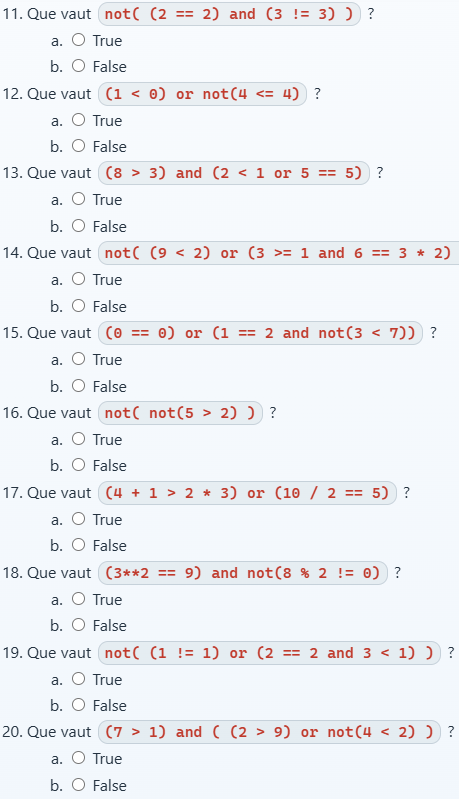 11. Que vaut not( (2 == 2) and (3 != 3) ) ?
a. True
b. False
12. Que vaut (1 < 0) or not(4 <= 4) ?
a. True
b. False
13. Que vaut (8 > 3) and (2 < 1 or 5 == 5) ?
a. True
b. False
14. Que vaut not( (9 < 2) or (3 >= 1 and 6 == 3 * 2)
a. True
b. False
15. Que vaut (0 == 0) or (1 == 2 and not(3 < 7)) ?
a. True
b. False
16. Que vaut not( not(5 > 2) ) ?
a. True
b. False
17. Que vaut (4 + 1 > 2 * 3) or (10 / 2 == 5) ?
a. True
b. False
18. Que vaut (3**2 == 9) and not(8 % 2 != 0) ?
a. True
b. False
19. Que vaut not( (1 != 1) or (2 == 2 and 3 < 1) ) ?
a. True
b. False
20. Que vaut (7 > 1) and ( (2 > 9) or not(4 < 2) ) ?
a. True
b. False